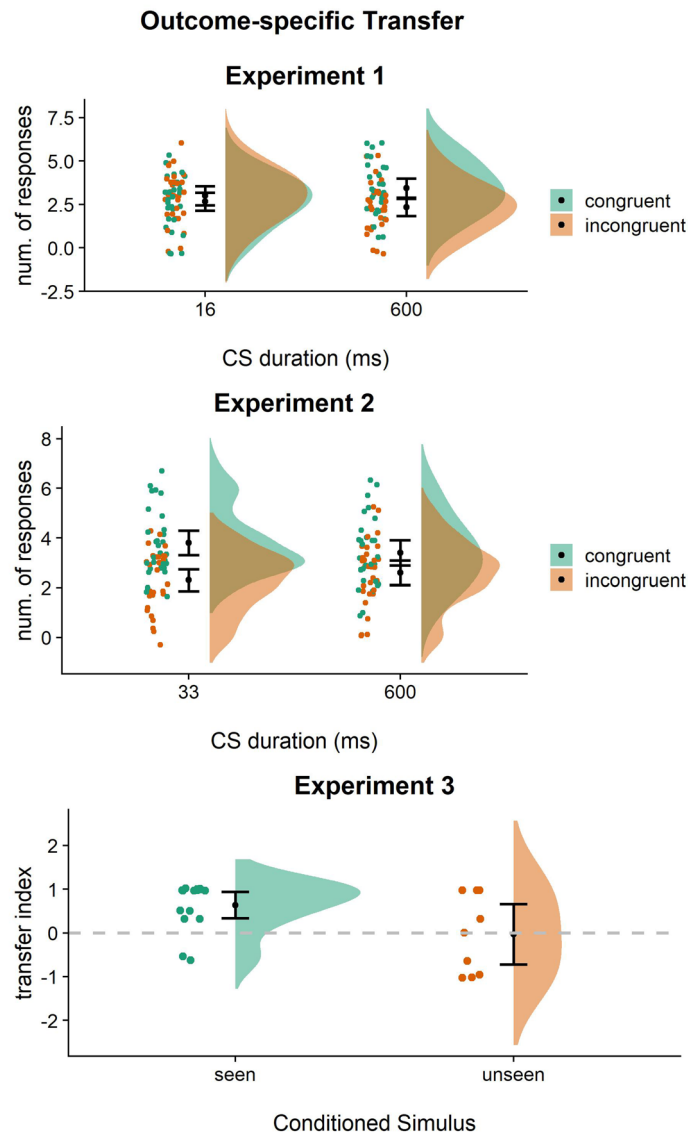 Outcome-specific Transfer
Experiment 1
num. of responses
7.5
5.0
2.5
0.0
-2.5
16
600
CS duration (ms)
congruent
incongruent
Experiment 2
num. of responses
8
6
4
2
0
33
600
CS duration (ms)
congruent
incongruent
Experiment 3
transfer index
2
1
0
-1
-2
seen
unseen
Conditioned Simulus